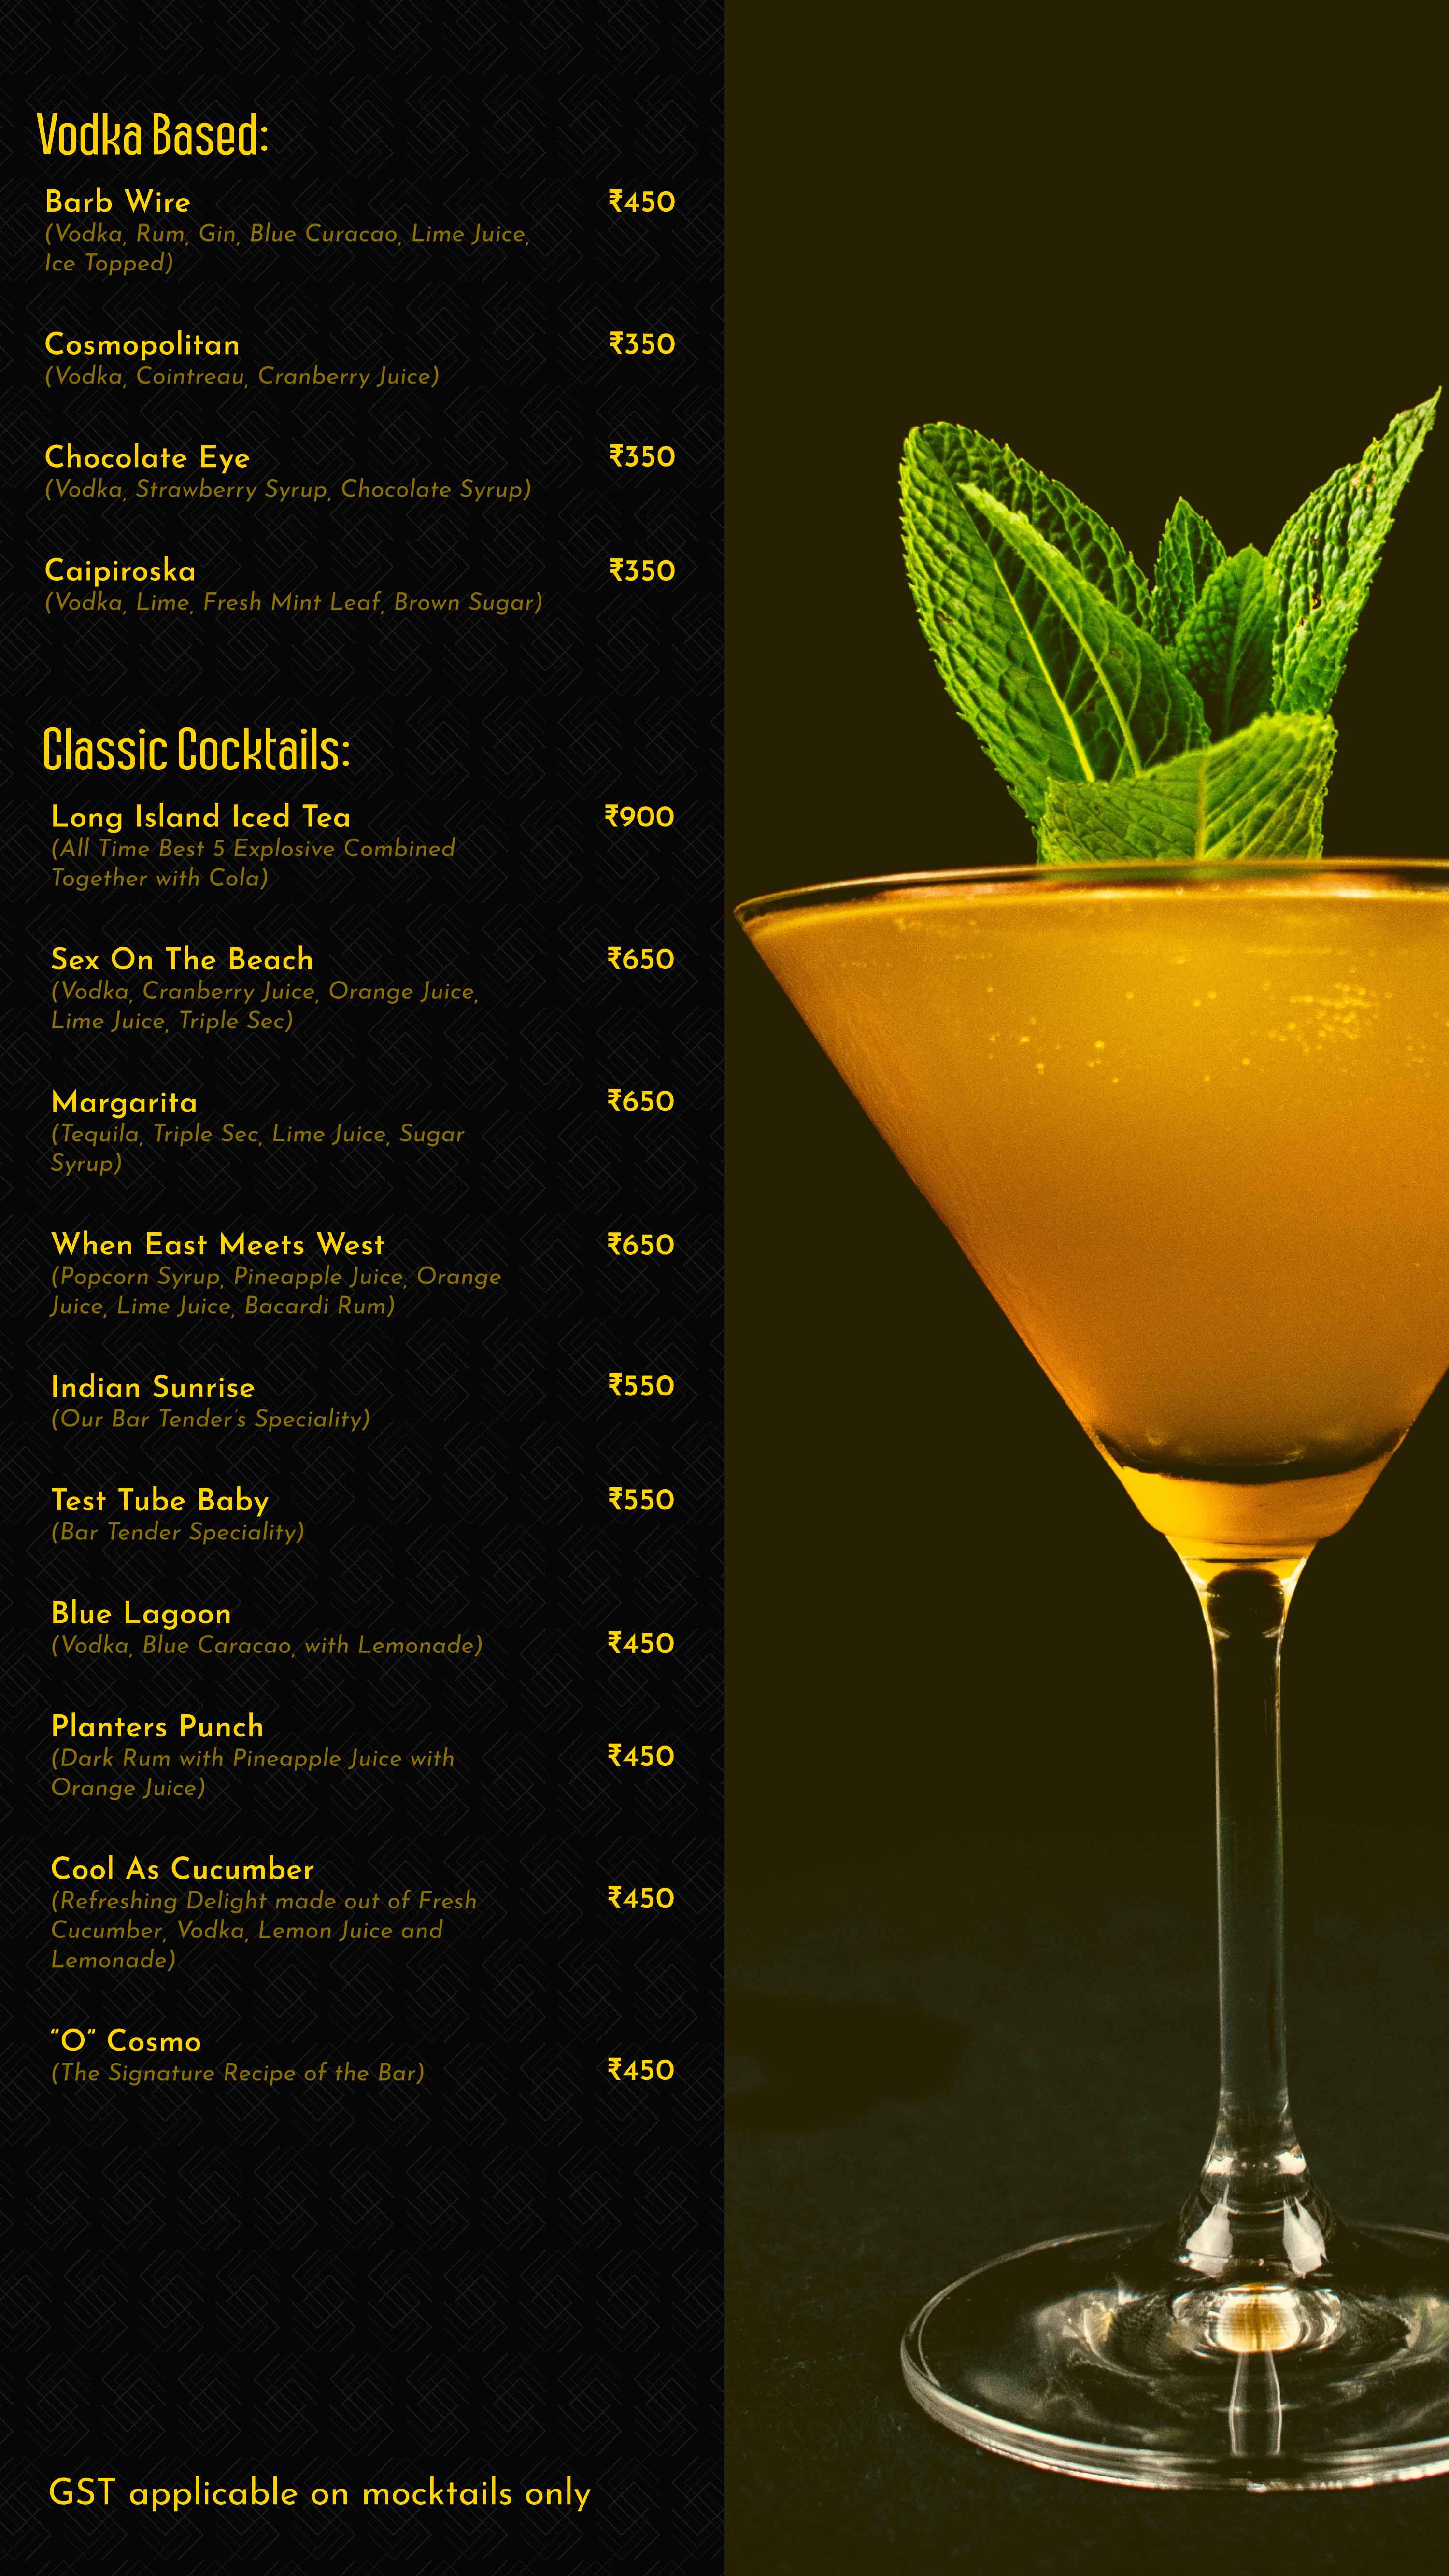 Vodka Based:
Barb Wire ₹450
(Vodka, Rum, Gin, Blue Curacao, Lime Juice,
Ice Topped)
Cosmopolitan ₹350
(Vodka, Cointreau, Cranberry Juice)
Chocolate Eye ₹350
(Vodka, Strawberry Syrup, Chocolate Syrup)
Caipiroska ₹350
(Vodka, Lime, Fresh Mint Leaf, Brown Sugar)
Classic Cocktails:
Long Island Iced Tea ₹900
(All Time Best 5 Explosive Combined
Together with Cola)
Sex On The Beach ₹650
(Vodka, Cranberry Juice, Orange Juice,
Lime Juice, Triple Sec)
Margarita ₹650
(Tequila, Triple Sec, Lime Juice, Sugar
Syrup)
When East Meets West ₹650
(Popcorn Syrup, Pineapple Juice, Orange
Juice, Lime Juice, Bacardi Rum)
Indian Sunrise ₹550
(Our Bar Tender's Speciality)
Test Tube Baby ₹550
(Bar Tender Speciality)
Blue Lagoon
(Vodka, Blue Caracao, with Lemonade) ₹450
Planters Punch
(Dark Rum with Pineapple Juice with ₹450
Orange Juice)
Cool As Cucumber
(Refreshing Delight made out of Fresh ₹450
Cucumber, Vodka, Lemon Juice and
Lemonade)
“O” Cosmo
(The Signature Recipe of the Bar) ₹450
GST applicable on mocktails only